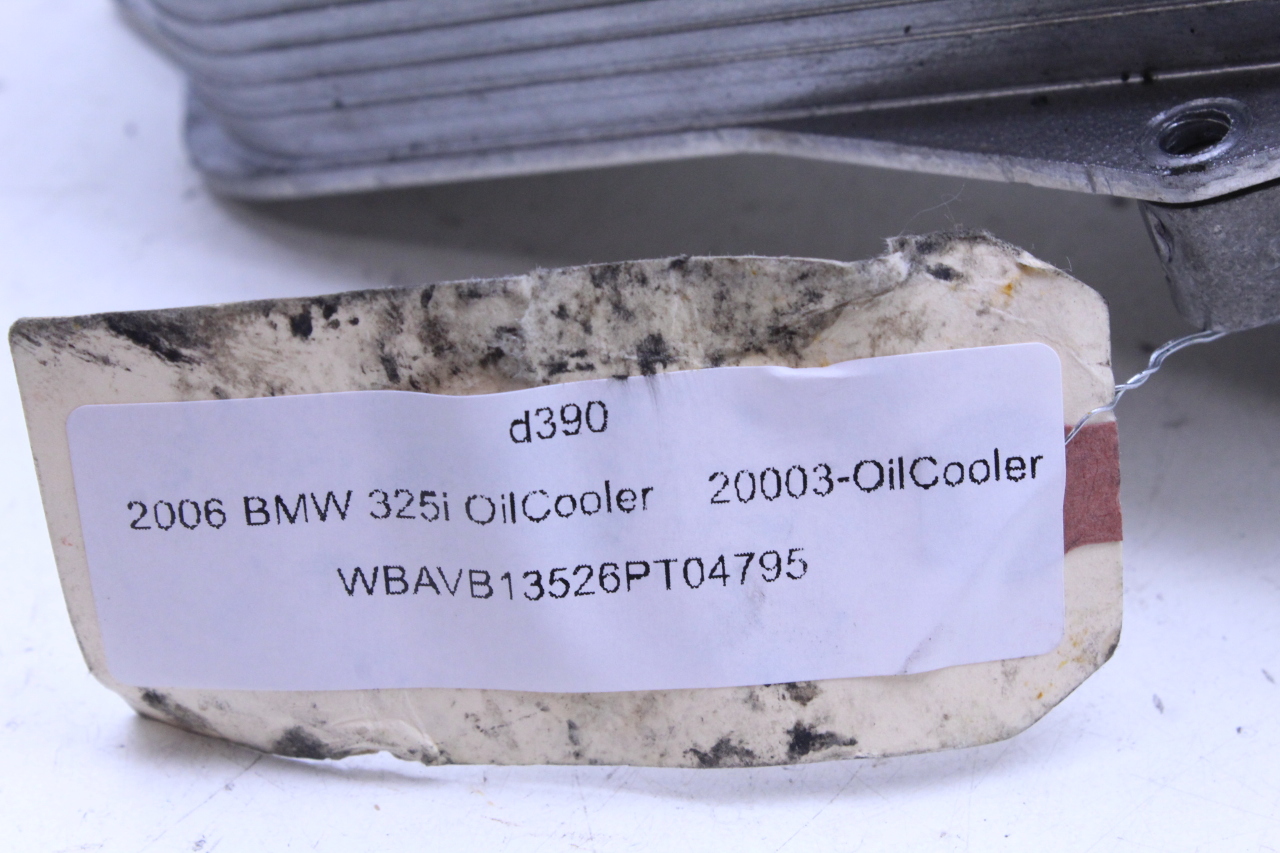 d390
2006 BMW 325i OilCooler 20003-OilCooler
WBAVB13526PT04795